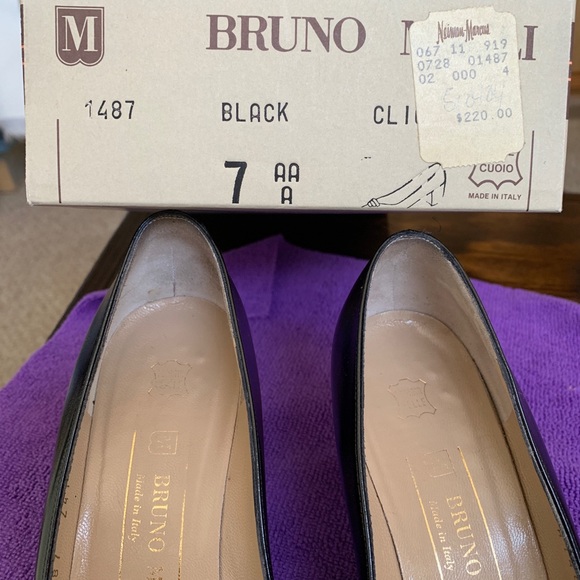 M
BRUNO M LI
Neiman-Marcus
067 11 919
0728 01487
02 000 4
$220.00
1487 BLACK CLI
7 AA
A
CUOIO
MADE IN ITALY
M
BRUNO
Made in Italy
M
BRUNO
Made in Italy